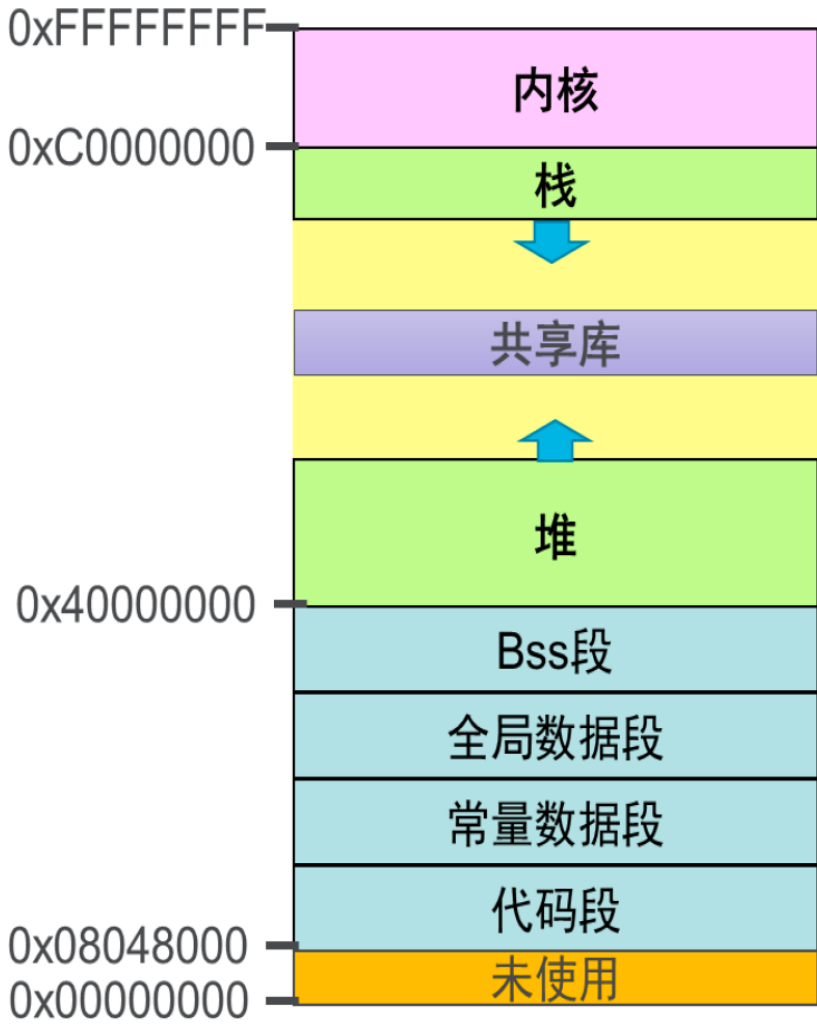 0xFFFFFFFF
内核
0xC0000000
栈
共享库
堆
0x40000000
Bss段
全局数据段
常量数据段
代码段
0x08048000
未使用
0x00000000